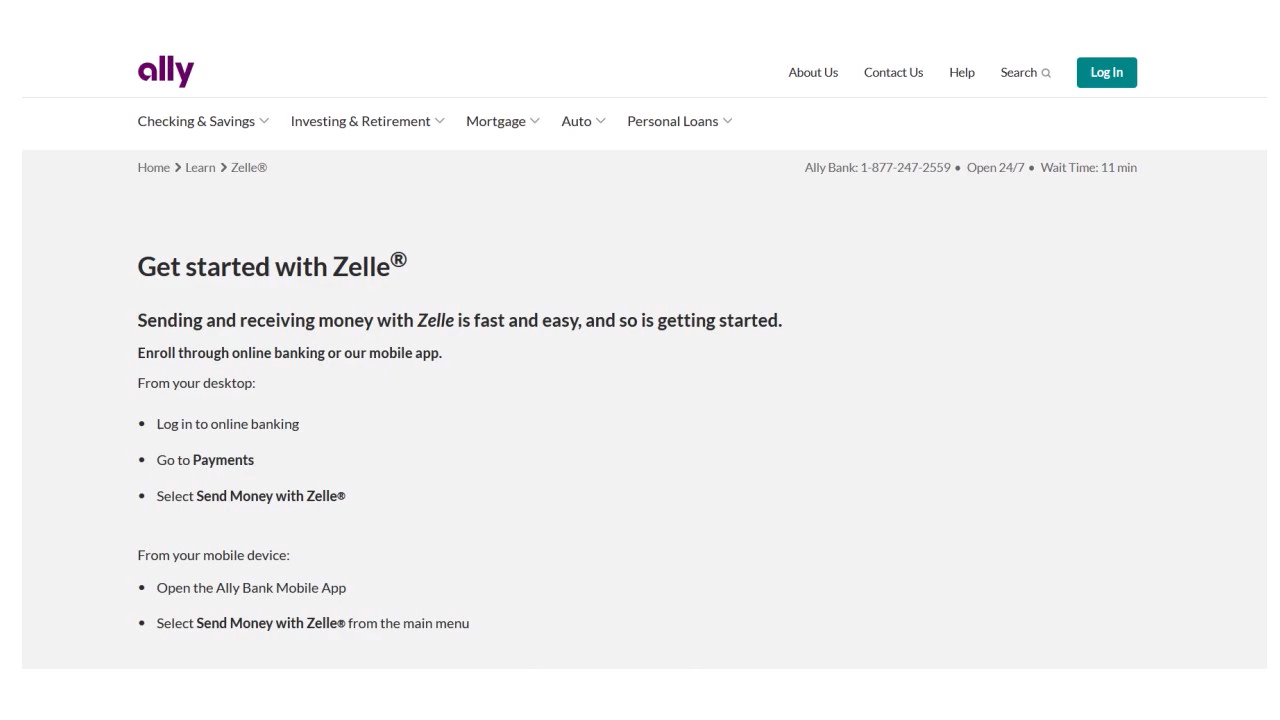 ally
About Us Contact Us Help Search Log In
Checking & Savings Investing & Retirement Mortgage Auto Personal Loans
Home > Learn > Zelle® Ally Bank: 1-877-247-2559 • Open 24/7 • Wait Time: 11 min
Get started with Zelle®
Sending and receiving money with Zelle is fast and easy, and so is getting started.
Enroll through online banking or our mobile app.
From your desktop:
• Log in to online banking
• Go to Payments
• Select Send Money with Zelle®
From your mobile device:
• Open the Ally Bank Mobile App
• Select Send Money with Zelle® from the main menu